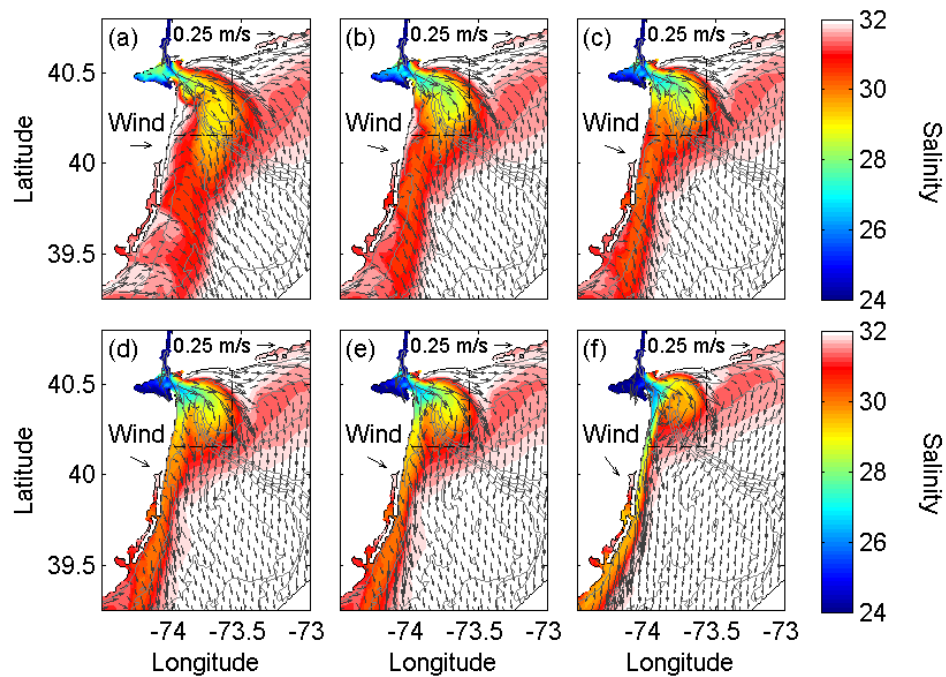 (a) 0.25 m/s (b) 0.25 m/s (c) 0.25 m/s 32
40.5 30
Wind Wind Wind
Latitude 40 28 Salinity
39.5 26
24
(d) 0.25 m/s (e) 0.25 m/s (f) 0.25 m/s 32
40.5 30
Wind Wind Wind
Latitude 40 28 Salinity
39.5 26
24
-74 -73.5 -73 -74 -73.5 -73 -74 -73.5 -73
Longitude Longitude Longitude